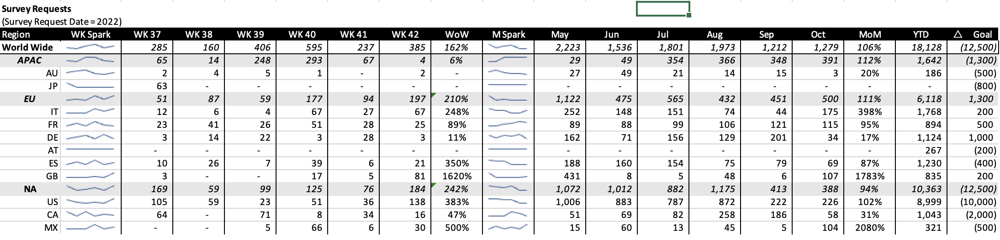 Survey Requests
(Survey Request Date = 2022)
Region WK Spark WK 37 WK 38 WK 39 WK 40 WK 41 WK 42 WoW M Spark May Jun Jul Aug Sep Oct MoM YTD △ Goal
World Wide 285 160 406 595 237 385 162% 2,223 1,536 1,801 1,973 1,212 1,279 106% 18,128 (12,500)
APAC 65 14 248 293 67 4 6% 29 49 354 366 348 391 112% 1,642 (1,300)
AU 2 4 5 1 - 2 - 27 49 21 14 15 3 20% 186 (500)
JP 63 - - - - - - - - - - - - - - (800)
EU 51 87 59 177 94 197 210% 1,122 475 565 432 451 500 111% 6,118 1,300
IT 12 6 4 67 27 67 248% 252 148 151 74 44 175 398% 1,768 200
FR 23 41 26 51 28 25 89% 89 88 99 106 121 115 95% 894 500
DE 3 14 22 3 28 3 11% 162 71 156 129 201 34 17% 1,124 1,000
AT - - - - - - - - - - - - - - 267 (200)
ES 10 26 7 39 6 21 350% 188 160 154 75 79 69 87% 1,230 (400)
GB 3 - - 17 5 81 1620% 431 8 5 48 6 107 1783% 835 200
NA 169 59 99 125 76 184 242% 1,072 1,012 882 1,175 413 388 94% 10,363 (12,500)
US 105 59 23 51 36 138 383% 1,006 883 787 872 222 226 102% 8,999 (10,000)
CA 64 - 71 8 34 16 47% 51 69 82 258 186 58 31% 1,043 (2,000)
MX - - 5 66 6 30 500% 15 60 13 45 5 104 2080% 321 (500)